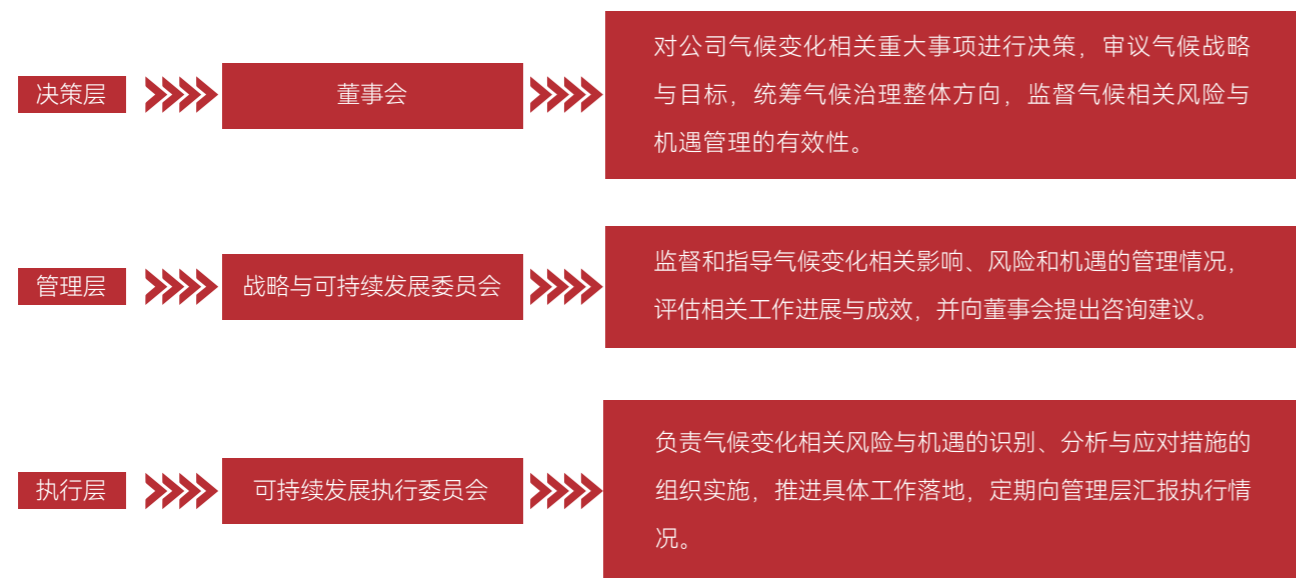 决策层
董事会
对公司气候变化相关重大事项进行决策，审议气候战略
与目标，统筹气候治理整体方向，监督气候相关风险与
机遇管理的有效性。
管理层
战略与可持续发展委员会
监督和指导气候变化相关影响、风险和机遇的管理情况，
评估相关工作进展与成效，并向董事会提出咨询建议。
执行层
可持续发展执行委员会
负责气候变化相关风险与机遇的识别、分析与应对措施的
组织实施，推进具体工作落地，定期向管理层汇报执行情
况。